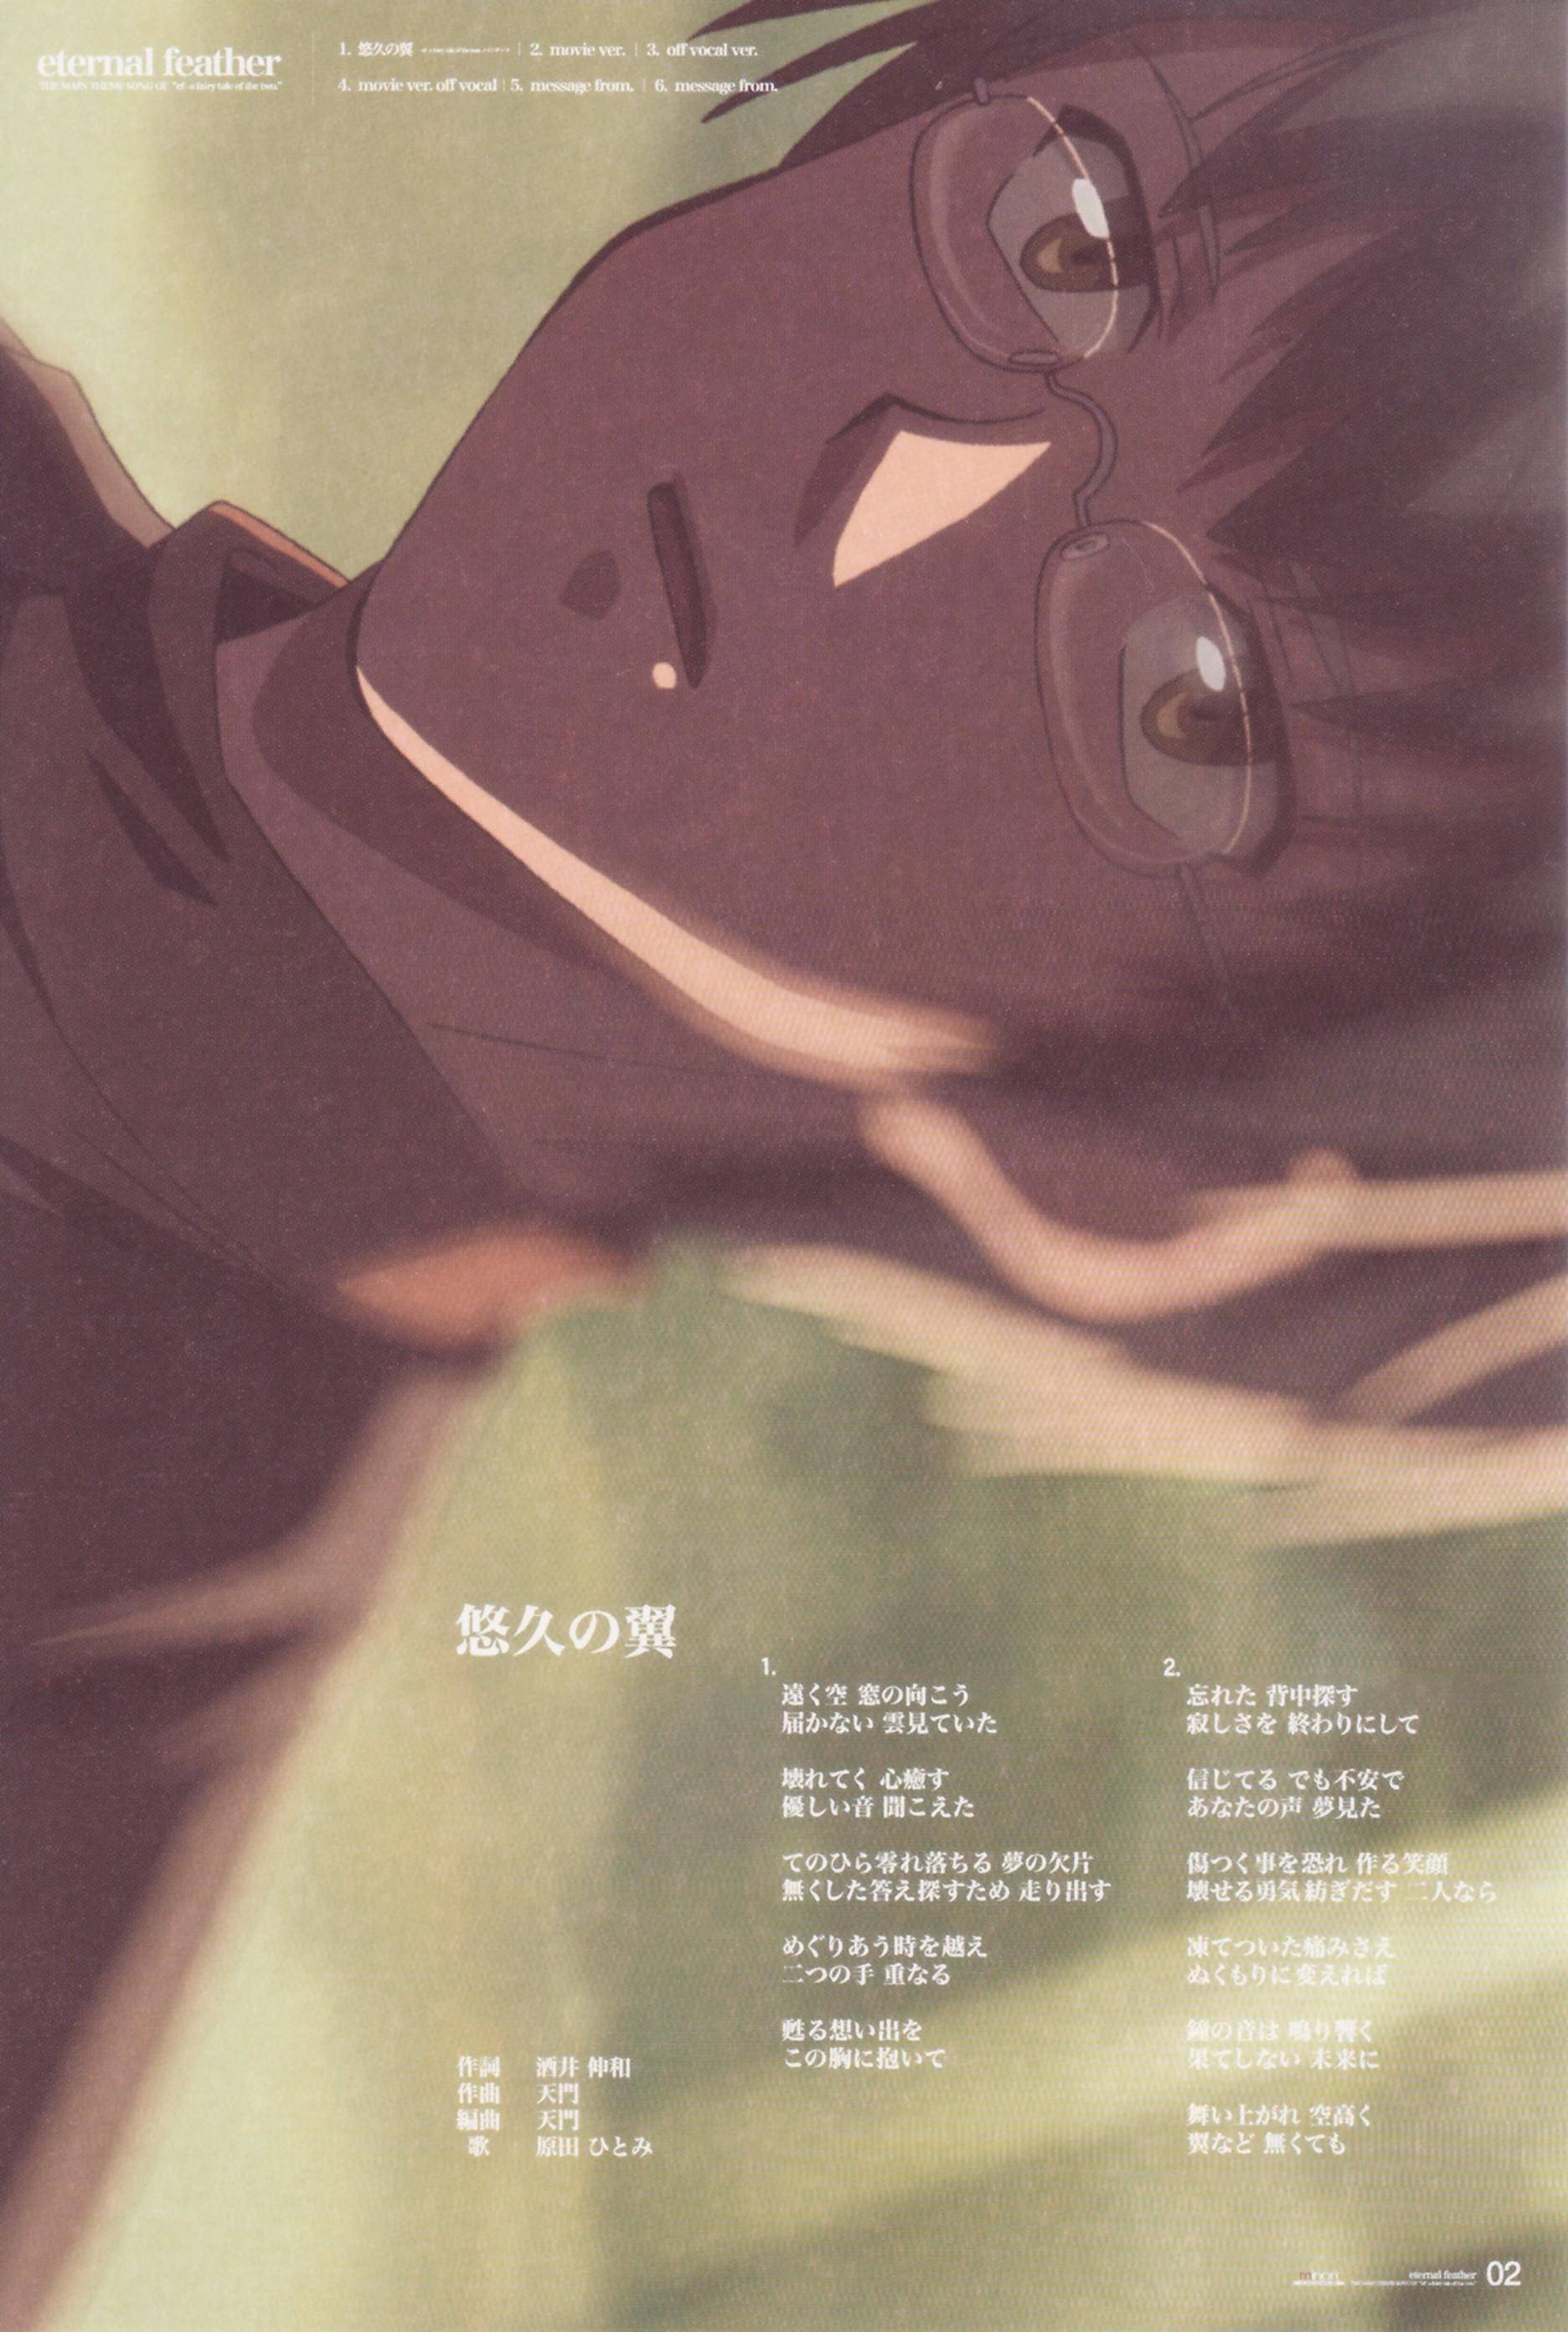 eternal feather
THE MAIN THEME SONG OF "ef - a fairy tale of the two."
1. 悠久の翼 | 2. movie ver. | 3. off vocal ver.
4. movie ver. off vocal | 5. message from. | 6. message from.
悠久の翼
1.
遠く空 窓の向こう
届かない 雲見ていた
壊れてく 心癒す
優しい音 聞こえた
てのひら零れ落ちる 夢の欠片
無くした答え探すため 走り出す
めぐりあう時を越え
二つの手 重なる
甦る想い出を
この胸に抱いて
2.
忘れた 背中探す
寂しさを 終わりにして
信じてる でも不安で
あなたの声 夢見た
傷つく事を恐れ 作る笑顔
壊せる勇気 紡ぎだす 二人なら
凍てついた痛みさえ
ぬくもりに変えれば
鐘の音は 鳴り響く
果てしない 未来に
舞い上がれ 空高く
翼など 無くても
作詞 酒井 伸和
作曲 天門
編曲 天門
歌 原田 ひとみ
minori
eternal feather
02